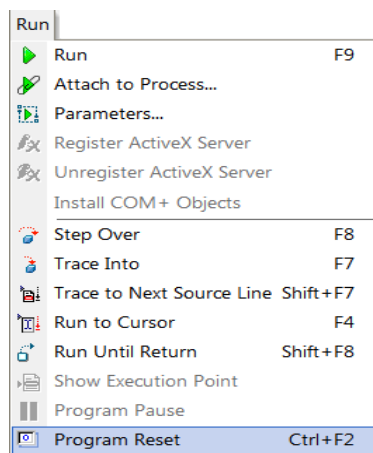 Run
Run F9
Attach to Process...
Parameters...
Register ActiveX Server
Unregister ActiveX Server
Install COM+ Objects
Step Over F8
Trace Into F7
Trace to Next Source Line Shift+F7
Run to Cursor F4
Run Until Return Shift+F8
Show Execution Point
Program Pause
Program Reset Ctrl+F2